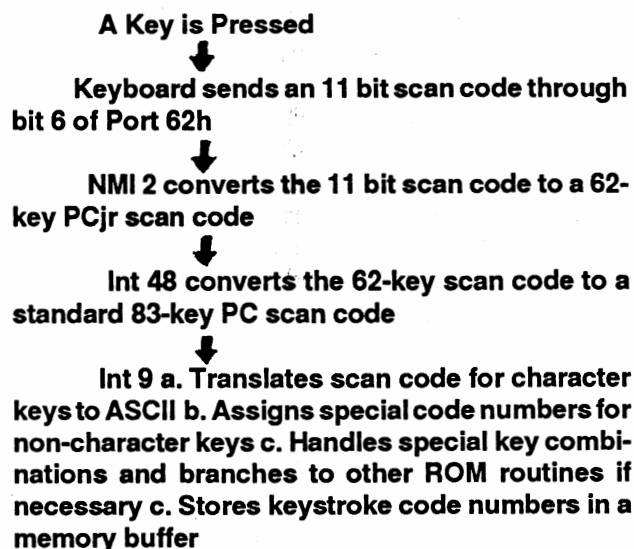 A Key is Pressed
Keyboard sends an 11 bit scan code through
bit 6 of Port 62h
NMI 2 converts the 11 bit scan code to a 62-
key PCjr scan code
Int 48 converts the 62-key scan code to a
standard 83-key PC scan code
Int 9 a. Translates scan code for character
keys to ASCII b. Assigns special code numbers for
non-character keys c. Handles special key combi-
nations and branches to other ROM routines if
necessary c. Stores keystroke code numbers in a
memory buffer